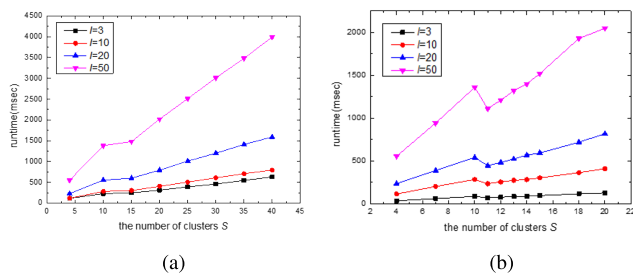 4500
4000
3500
3000
2500
2000
1500
1000
500
0
runtime(msec)
l=3
l=10
l=20
l=50
0 5 10 15 20 25 30 35 40 45
the number of clusters S
(a)
2000
1500
1000
500
0
runtime(msec)
l=3
l=10
l=20
l=50
2 4 6 8 10 12 14 16 18 20 22
the number of clusters S
(b)